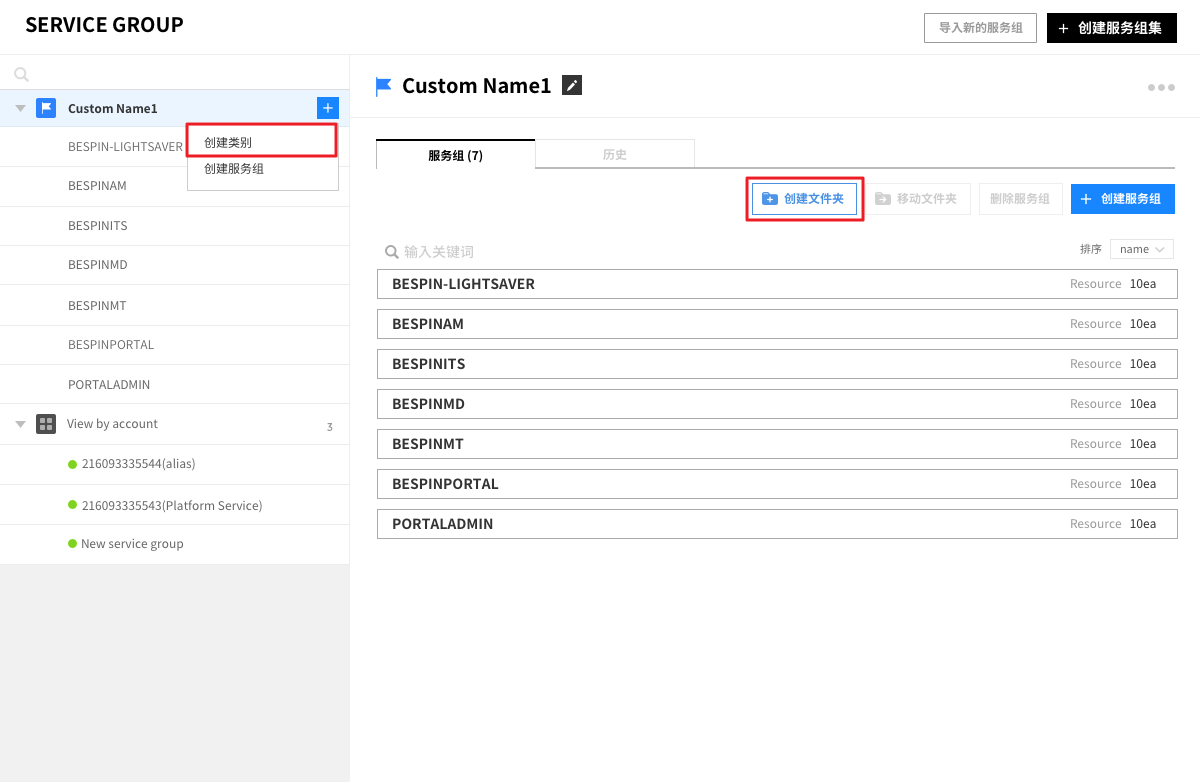 SERVICE GROUP
导入新的服务组
创建服务组集
Custom Name1
创建类别
创建服务组
BESPIN-LIGHTSAVER
BESPINAM
BESPINITS
BESPINMD
BESPINMT
BESPINPORTAL
PORTALADMIN
View by account 3
216093335544(alias)
216093335543(Platform Service)
New service group
Custom Name1
服务组 (7)
历史
创建文件夹
移动文件夹
删除服务组
创建服务组
输入关键词
排序 name
BESPIN-LIGHTSAVER Resource 10ea
BESPINAM Resource 10ea
BESPINITS Resource 10ea
BESPINMD Resource 10ea
BESPINMT Resource 10ea
BESPINPORTAL Resource 10ea
PORTALADMIN Resource 10ea